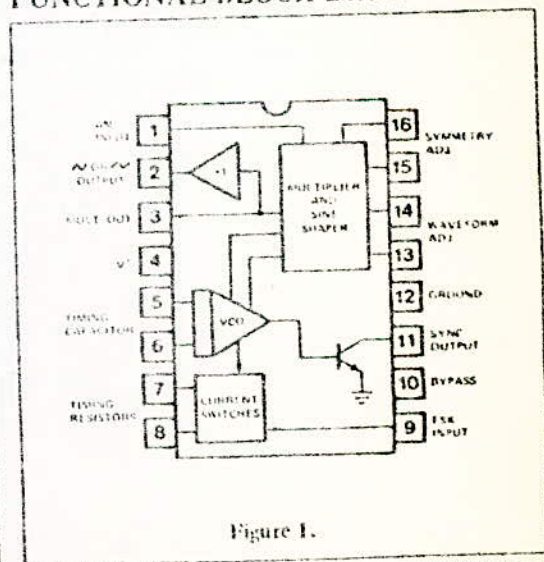 FUNCTIONAL BLOCK
AM
INPUT
1
2
OUTPUT
MULT OUT
3
V+
4
TIMING
CAPACITOR
5
6
TIMING
RESISTORS
7
8
+1
MULTIPLIER
AND
SINE
SHAPER
VCO
CURRENT
SWITCHES
16
SYMMETRY
ADJ
15
14
WAVEFORM
ADJ
13
12
GROUND
11
SYNC
OUTPUT
10
BYPASS
9
FSK
INPUT
Figure 1.